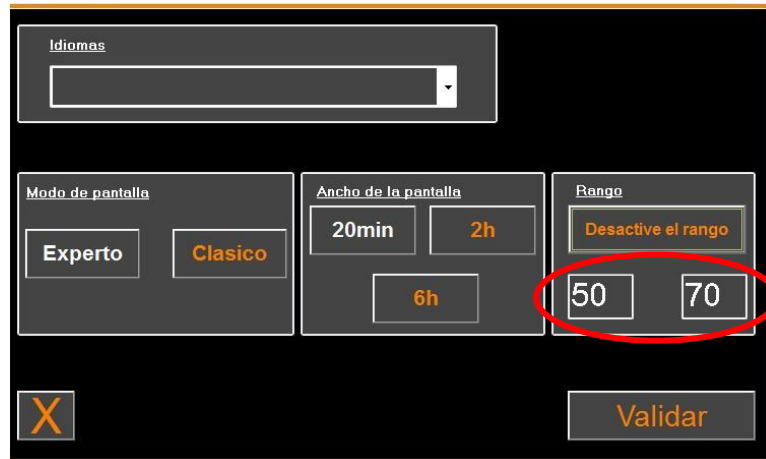 Idiomas
Modo de pantalla
Experto
Clasico
Ancho de la pantalla
20min
2h
6h
Rango
Desactive el rango
50
70
X
Validar